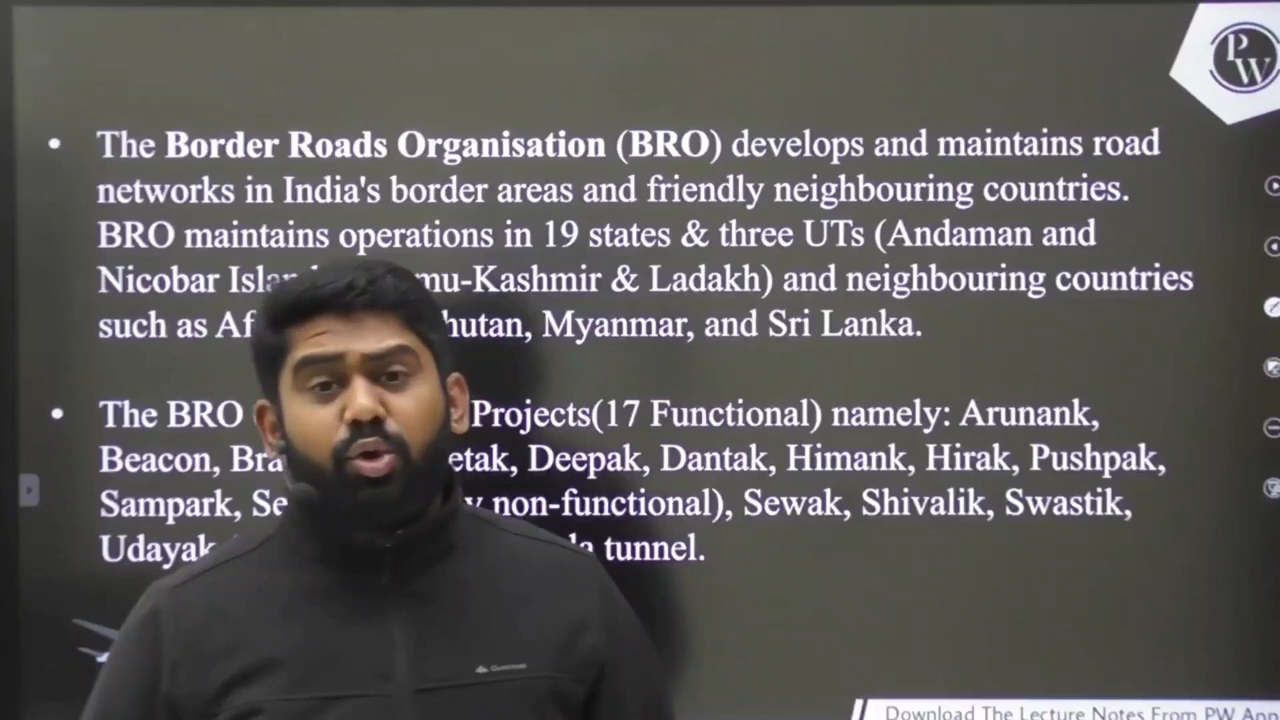 P
W
• The Border Roads Organisation (BRO) develops and maintains road
networks in India's border areas and friendly neighbouring countries.
BRO maintains operations in 19 states & three UTs (Andaman and
Nicobar mu-Kashmir & Ladakh) and neighbouring countries
such as Af hutan, Myanmar, and Sri Lanka.
• The BRO Projects(17 Functional) namely: Arunank,
Beacon, Bra etak, Deepak, Dantak, Himank, Hirak, Pushpak,
Sampark, Se y non-functional), Sewak, Shivalik, Swastik,
Udayak tunnel.
Quechua
Download The Lecture Notes From PW App